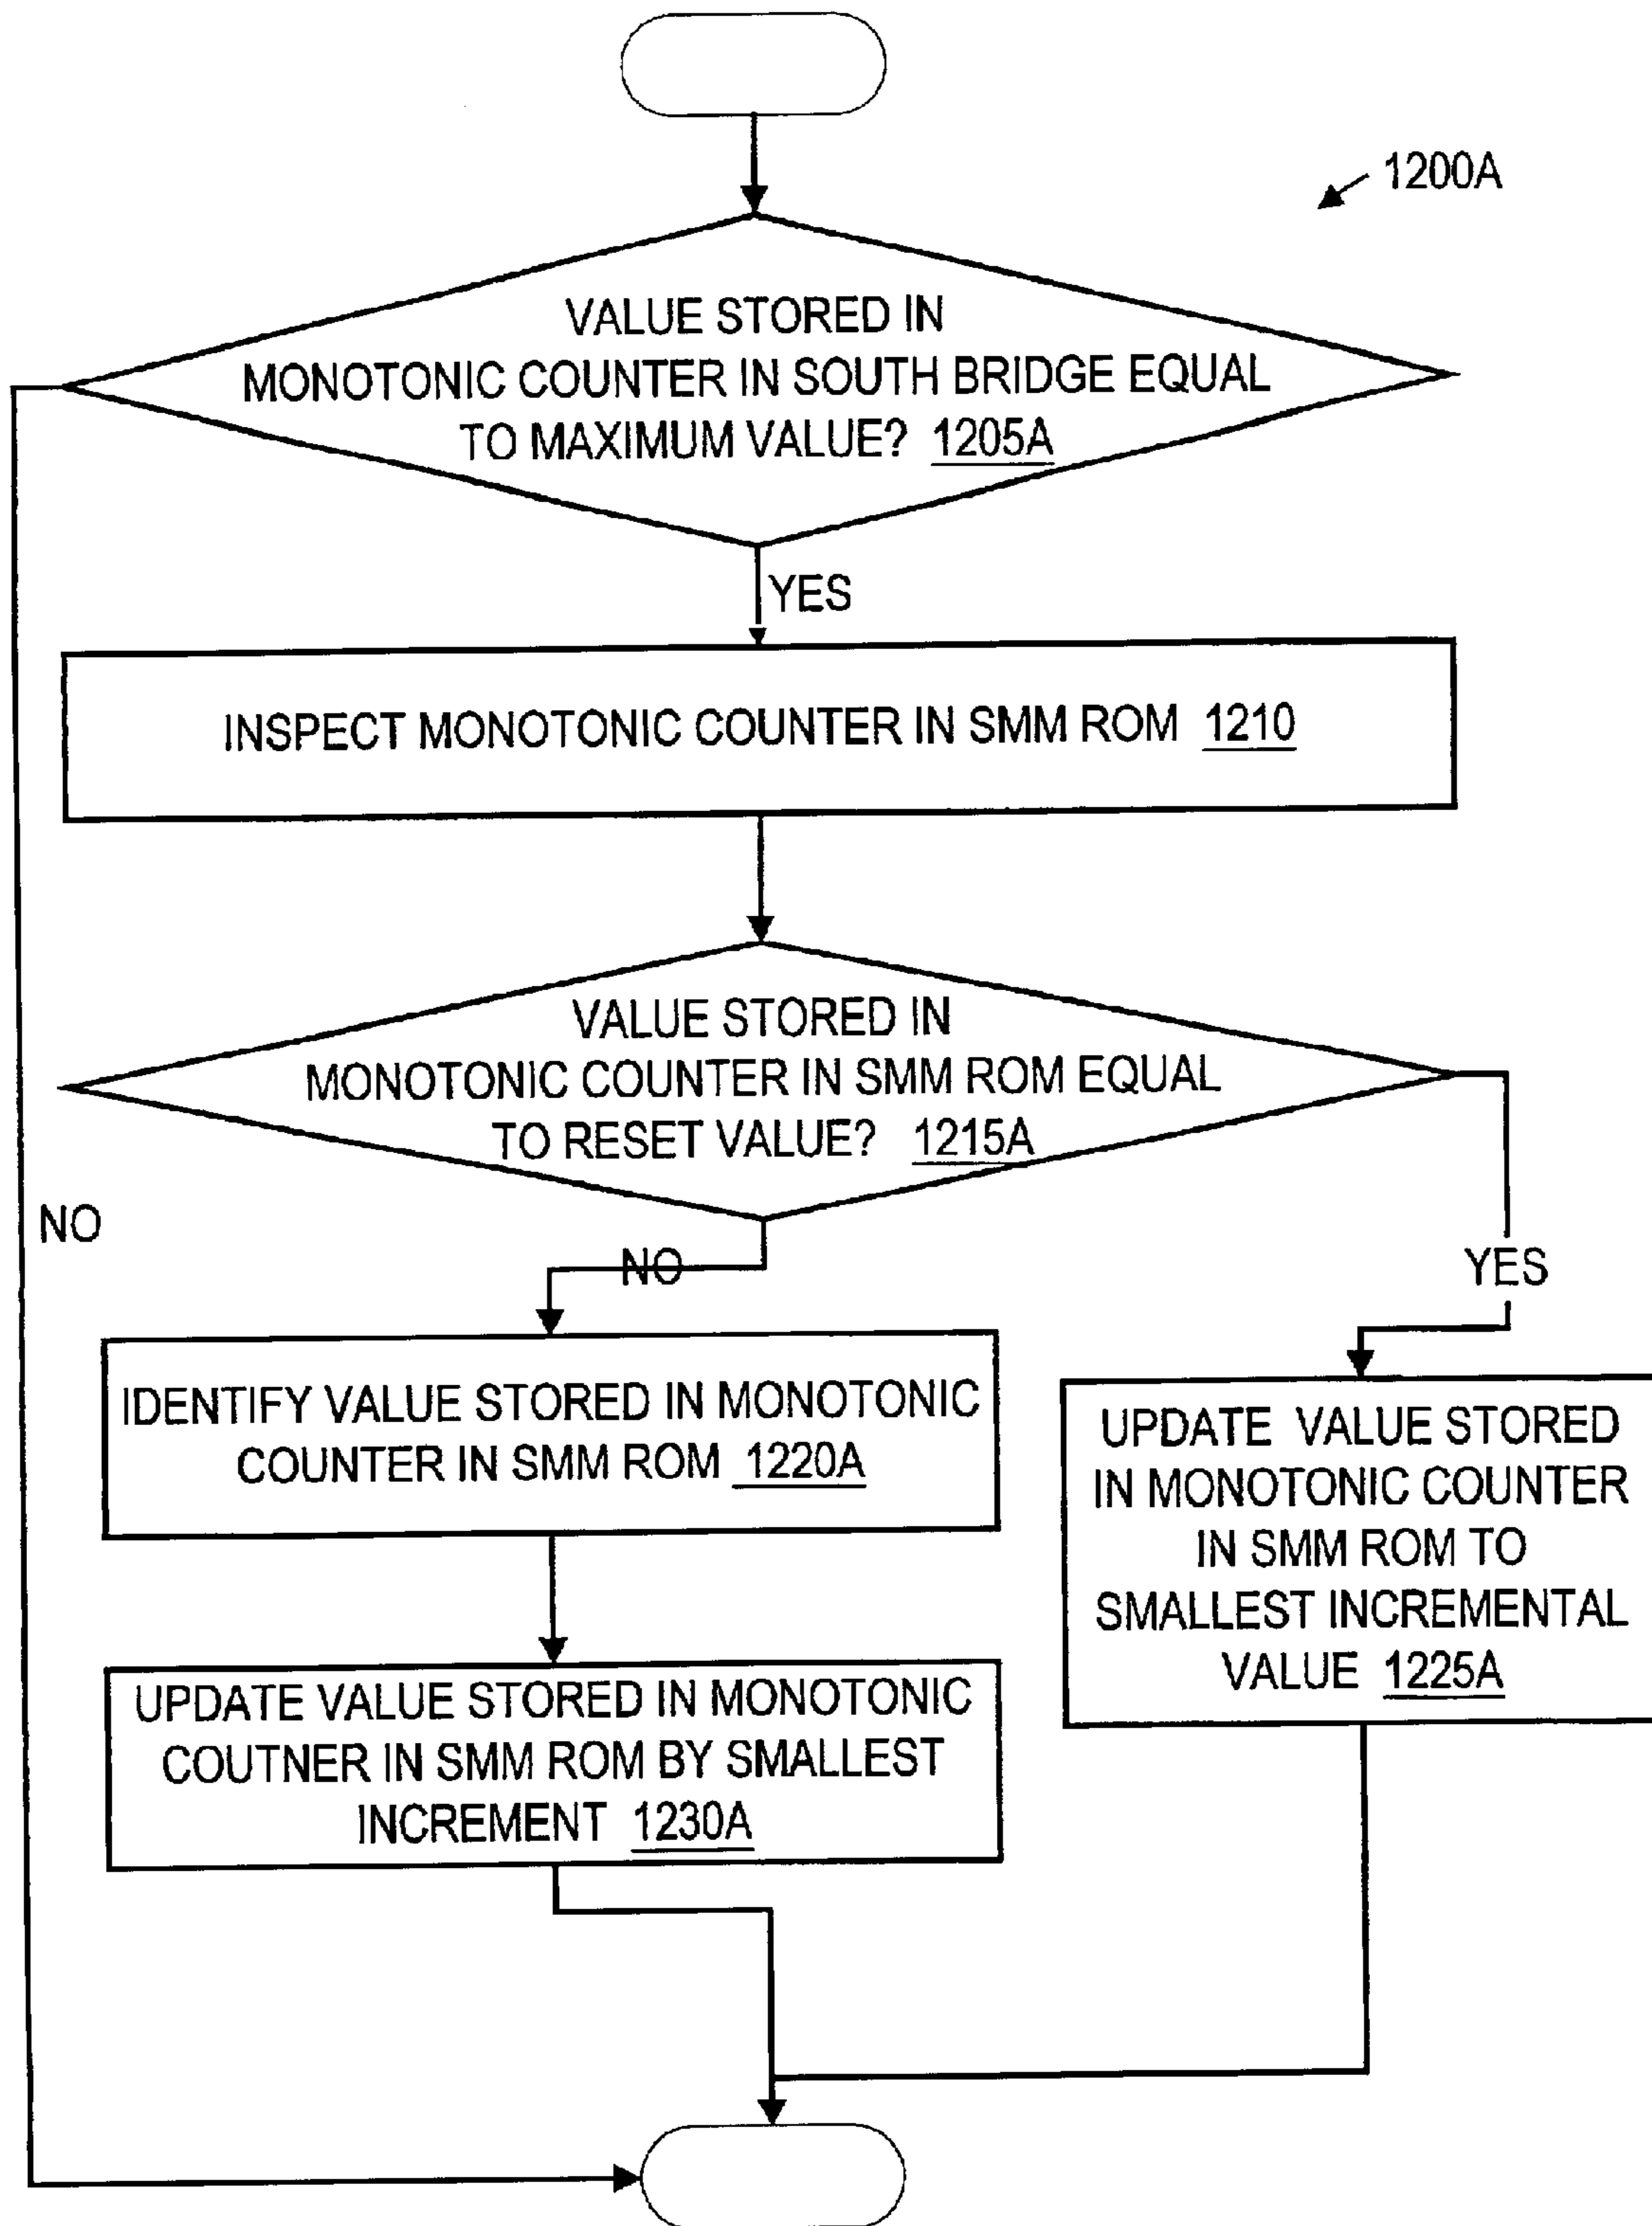 1200A
VALUE STORED IN
MONOTONIC COUNTER IN SOUTH BRIDGE EQUAL
TO MAXIMUM VALUE? 1205A
YES
INSPECT MONOTONIC COUNTER IN SMM ROM 1210
VALUE STORED IN
MONOTONIC COUNTER IN SMM ROM EQUAL
TO RESET VALUE? 1215A
NO
NO
YES
IDENTIFY VALUE STORED IN MONOTONIC
COUNTER IN SMM ROM 1220A
UPDATE VALUE STORED
IN MONOTONIC COUNTER
IN SMM ROM TO
SMALLEST INCREMENTAL
VALUE 1225A
UPDATE VALUE STORED IN MONOTONIC
COUTNER IN SMM ROM BY SMALLEST
INCREMENT 1230A